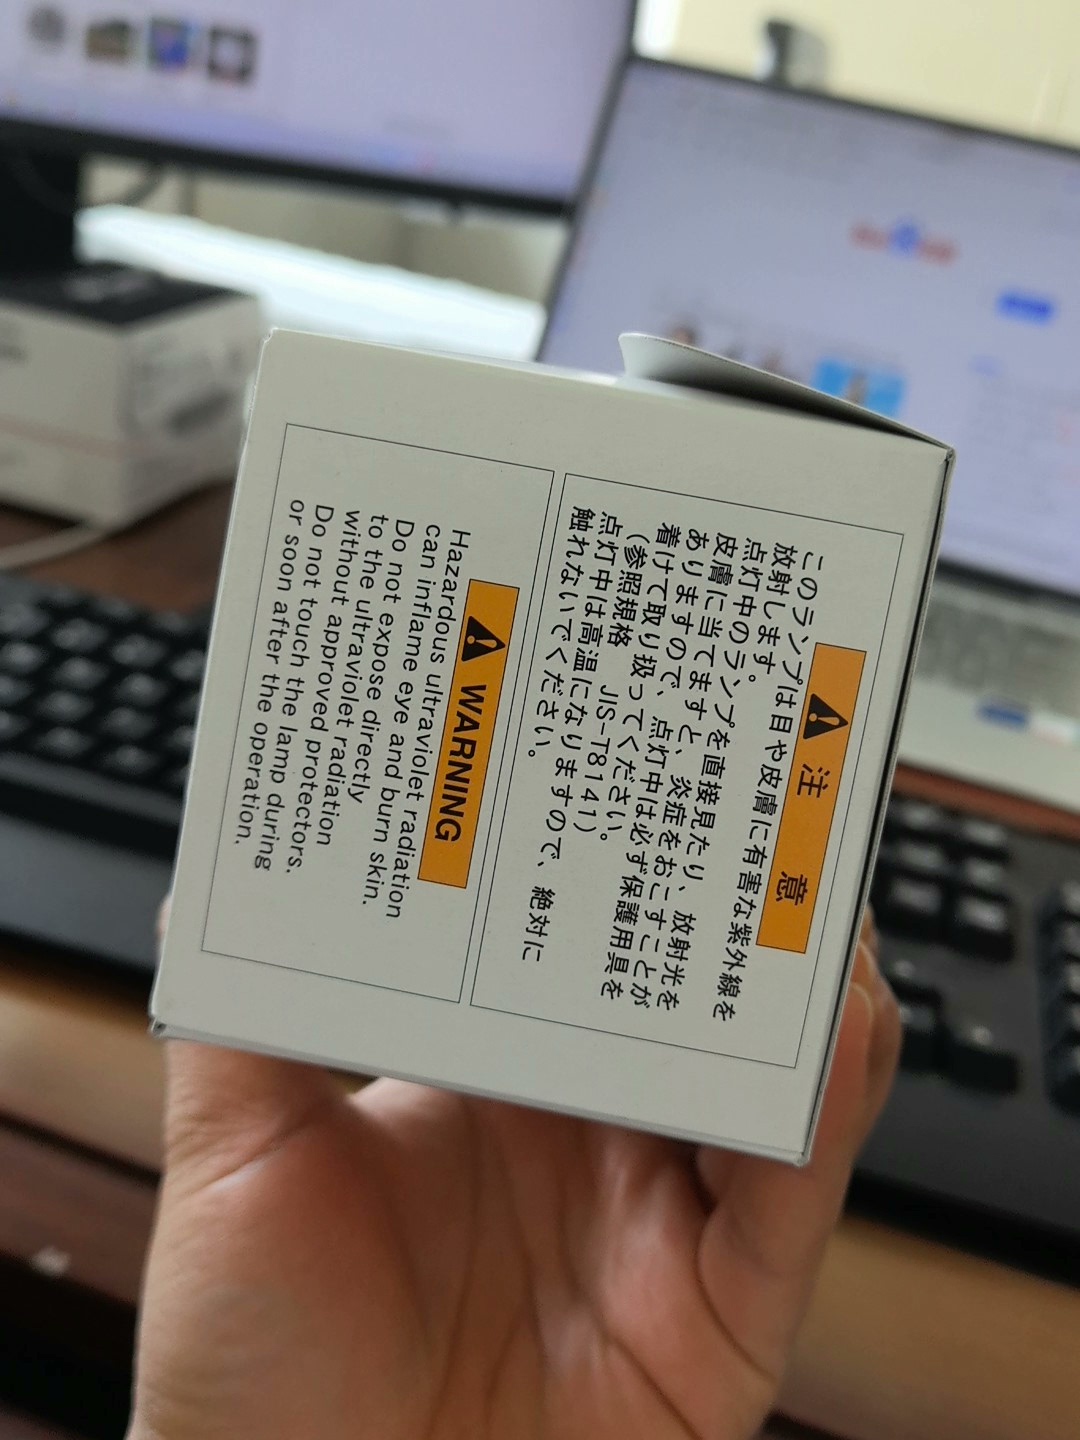 注 意
このランプは目や皮膚に有害な紫外線を
放射します。
点灯中のランプを直接見たり、放射光を
皮膚に当てますと、炎症をおこすことが
ありますので、点灯中は必ず保護用具を
着けて取り扱ってください。
(参照規格 JIS-T8141)
点灯中は高温になりますので、絶対に
触れないでください。
WARNING
Hazardous ultraviolet radiation
can inflame eye and burn skin.
Do not expose directly
to the ultraviolet radiation
without approved protectors.
Do not touch the lamp during
or soon after the operation.